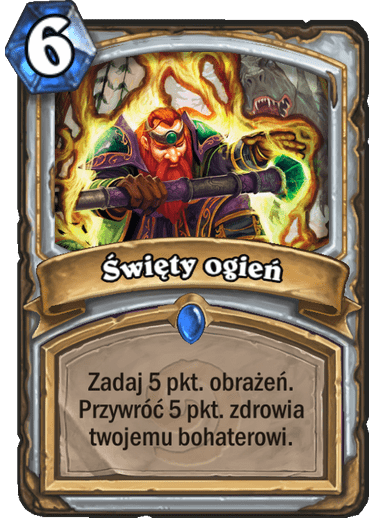 6
Święty ogień
Zadaj 5 pkt. obrażeń.
Przywróć 5 pkt. zdrowia
twojemu bohaterowi.